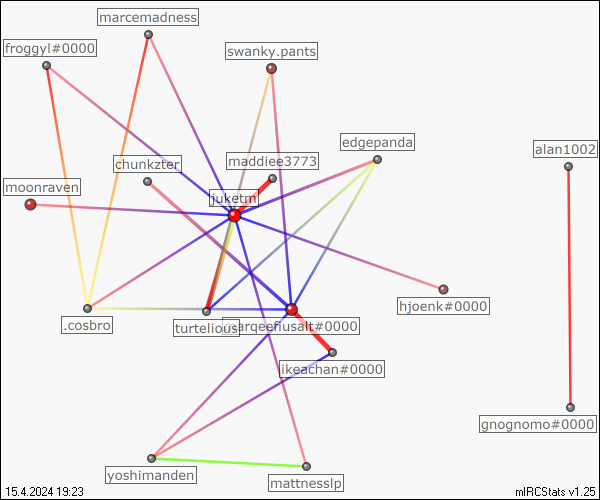 marcemadness
froggyl#0000
swanky.pants
edgepanda
alan1002
maddiee3773
chunkzter
moonraven
juketm
hjoenk#0000
marqeefiusalt#0000
.cosbro
turtelious
ikeachan#0000
gnognomo#0000
yoshimanden
mattnesslp
15.4.2024 19:23
mIRCStats v1.25